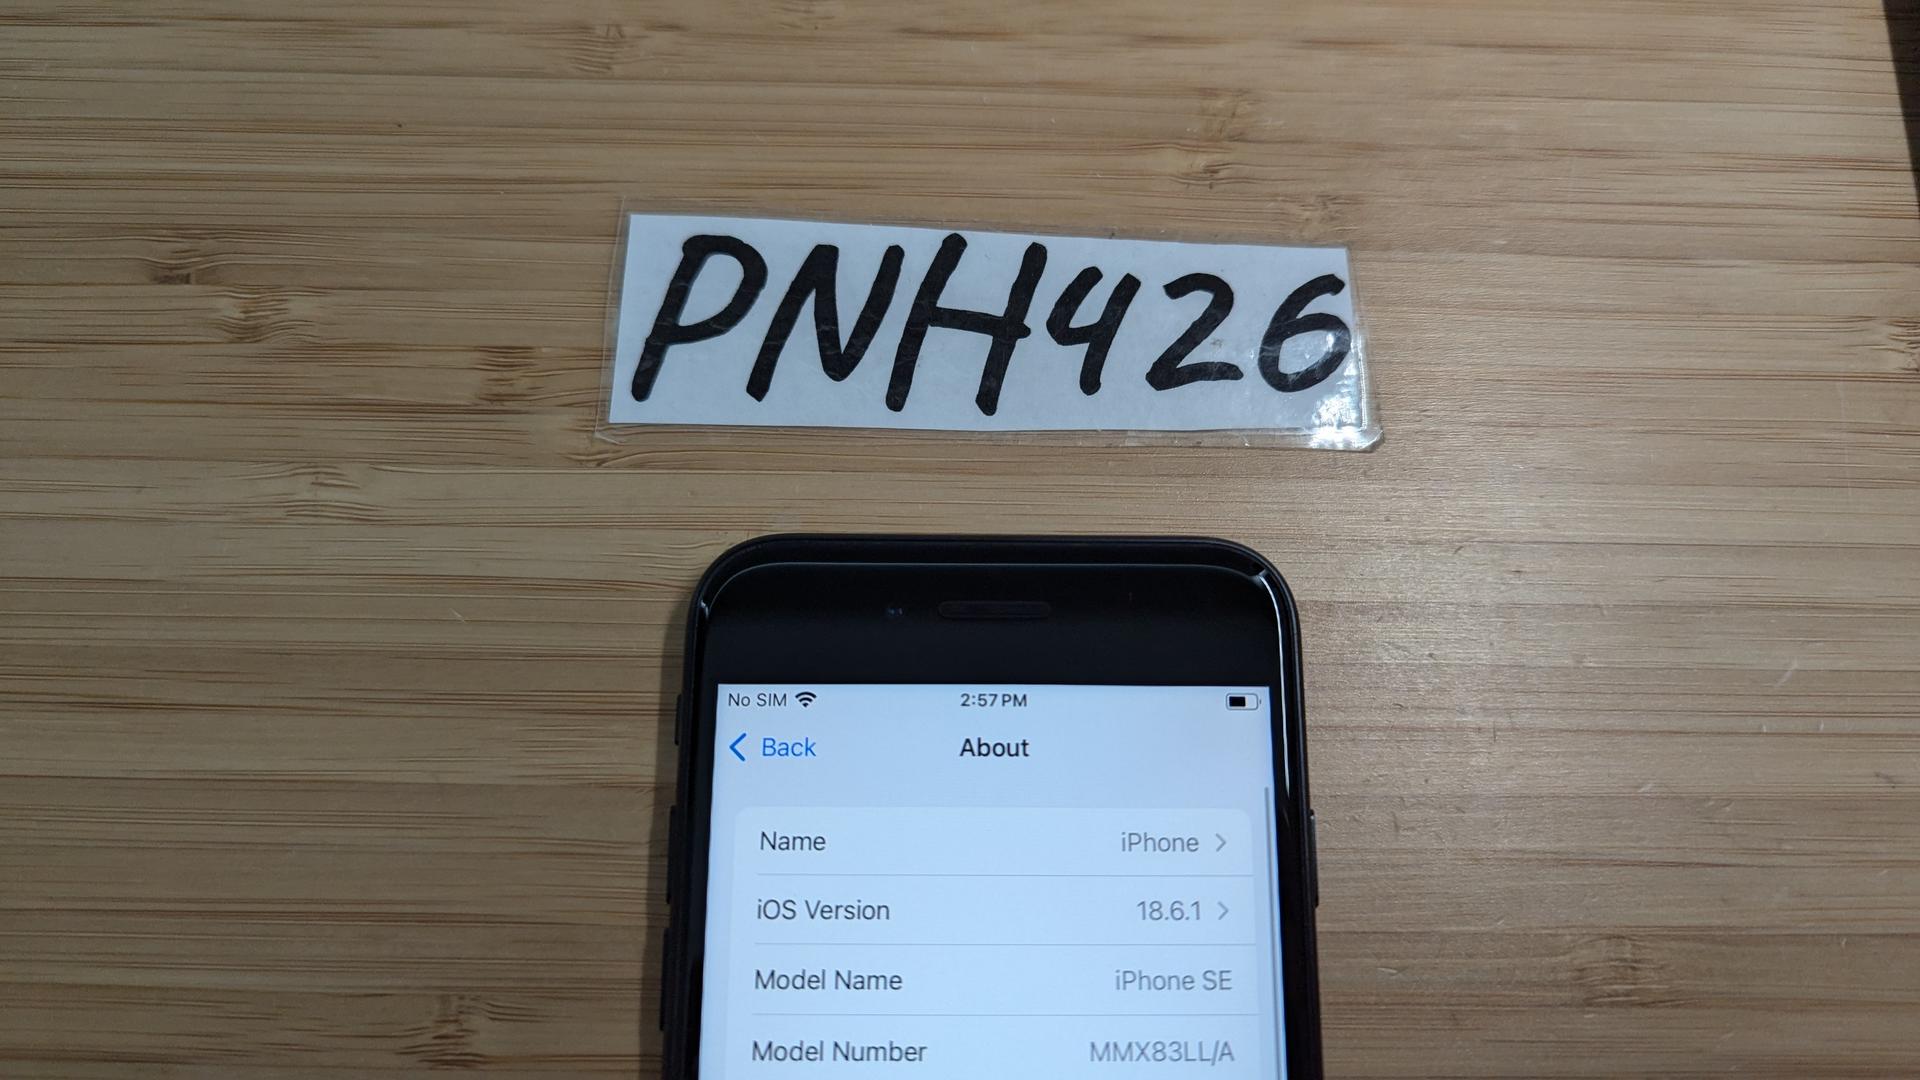 PNH426
No SIM 2:57 PM
Back About
Name iPhone
iOS Version 18.6.1
Model Name iPhone SE
Model Number MMX83LL/A